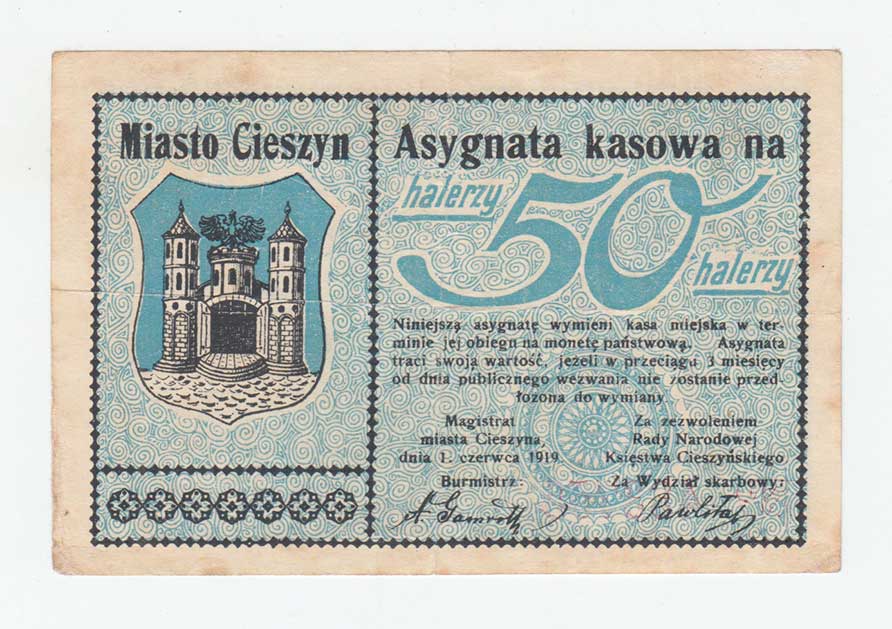 Miasto Cieszyn
Asygnata kasowa na
halerzy 50 halerzy
Niniejszą asygnatę wymieni kasa miejska w ter-
minie jej obiegu na monetę państwową. Asygnata
traci swoją wartość, jeżeli w przeciągu 3 miesięcy
od dnia publicznego wezwania nie zostanie przed-
łożona do wymiany
Magistrat
miasta Cieszyna,
dnia 1. czerwca 1919
Burmistrz:
Za zezwoleniem
Rady Narodowej
Księstwa Cieszyńskiego
Za Wydział skarbowy: